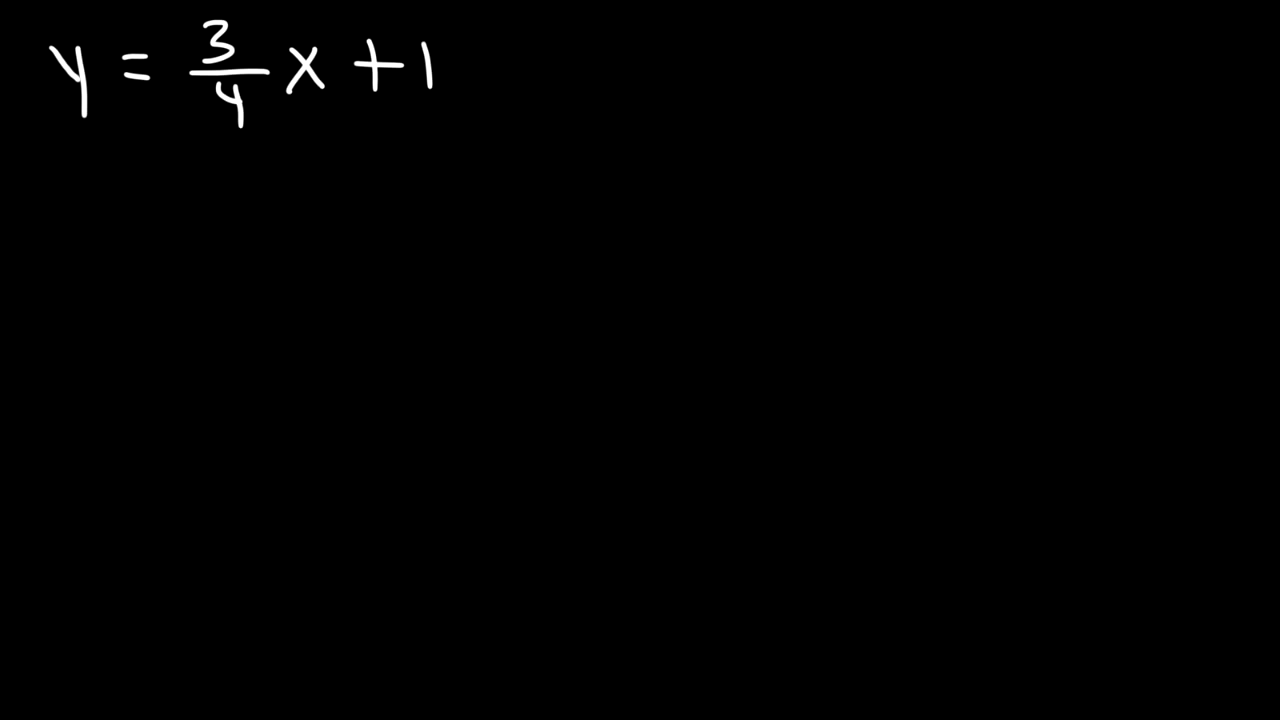 y = 3/4 x + 1